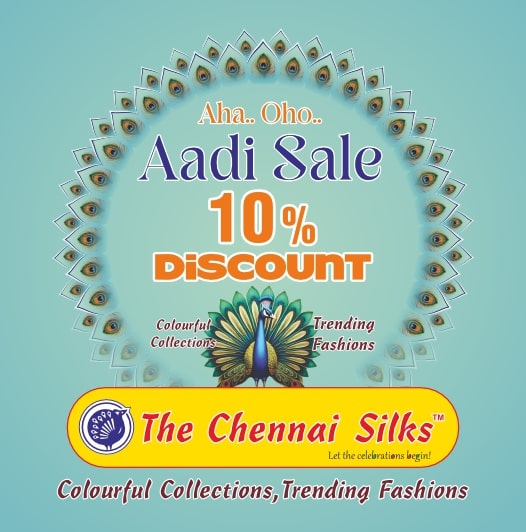 Aha.. Oho..
Aadi Sale
10%
DiSCOUNT
Colourful
Collections
Trending
Fashions
The Chennai Silks™
Let the celebrations begin!
Colourful Collections,Trending Fashions